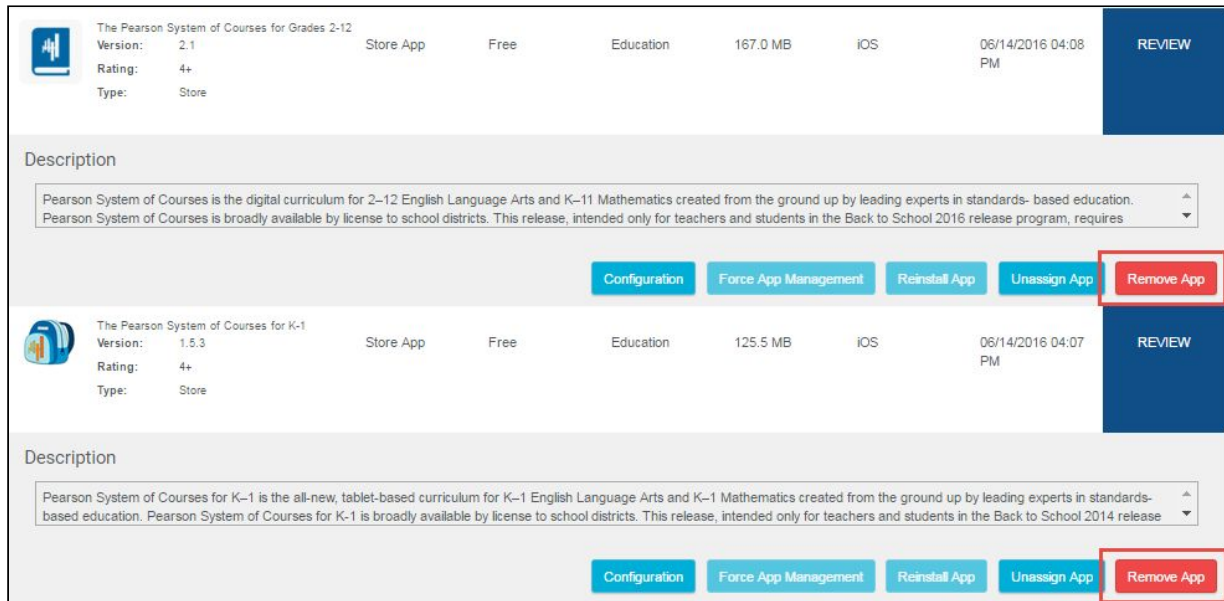 The Pearson System of Courses for Grades 2-12
Version: 2.1 Store App Free Education 167.0 MB iOS 06/14/2016 04:08 PM REVIEW
Rating: 4+
Type: Store
Description
Pearson System of Courses is the digital curriculum for 2–12 English Language Arts and K–11 Mathematics created from the ground up by leading experts in standards- based education.
Pearson System of Courses is broadly available by license to school districts. This release, intended only for teachers and students in the Back to School 2016 release program, requires
Configuration Force App Management Reinstall App Unassign App Remove App
The Pearson System of Courses for K-1
Version: 1.5.3 Store App Free Education 125.5 MB iOS 06/14/2016 04:07 PM REVIEW
Rating: 4+
Type: Store
Description
Pearson System of Courses for K–1 is the all-new, tablet-based curriculum for K–1 English Language Arts and K–1 Mathematics created from the ground up by leading experts in standards-
based education. Pearson System of Courses for K-1 is broadly available by license to school districts. This release, intended only for teachers and students in the Back to School 2014 release
Configuration Force App Management Reinstall App Unassign App Remove App